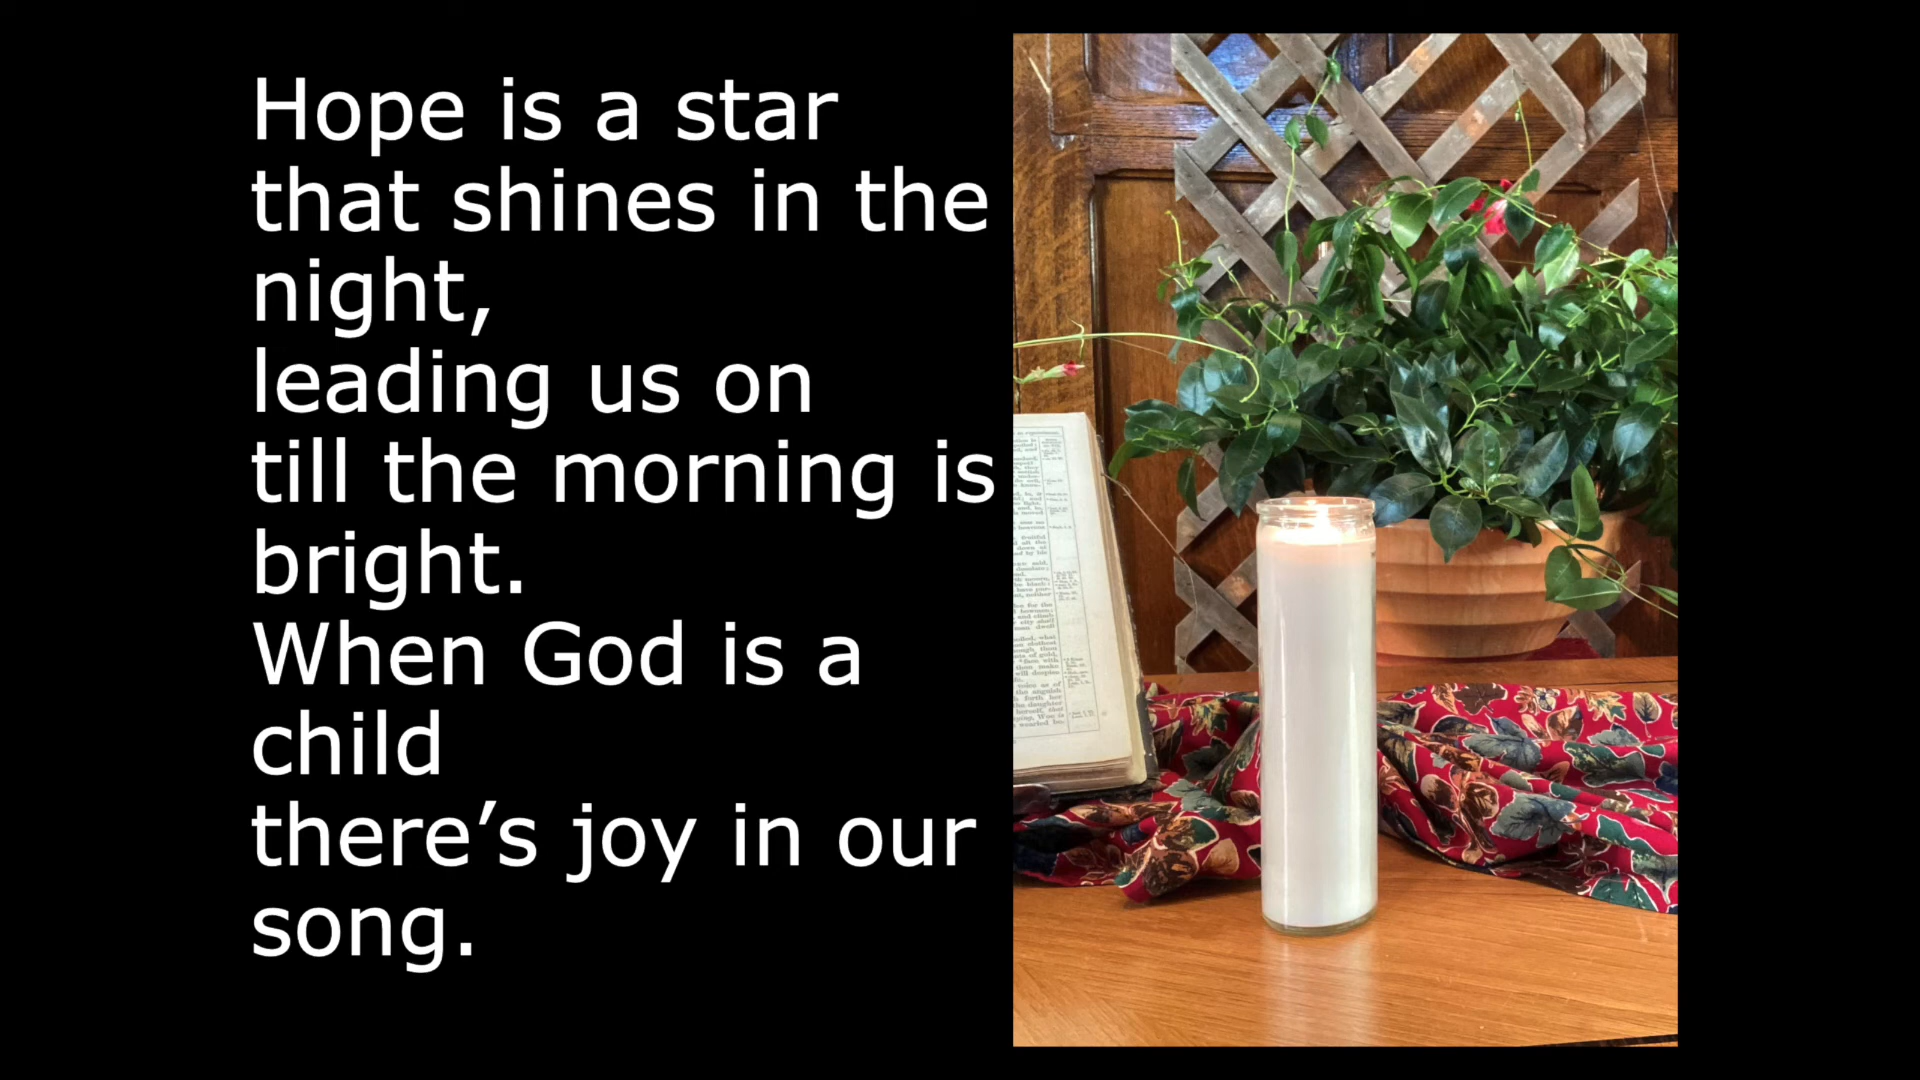 Hope is a star
that shines in the
night,
leading us on
till the morning is
bright.
When God is a
child
there’s joy in our
song.